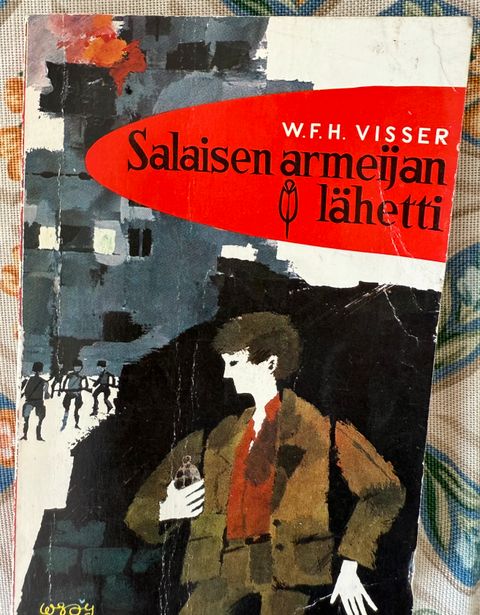 W.F.H. VISSER
Salaisen armeijan
lähetti